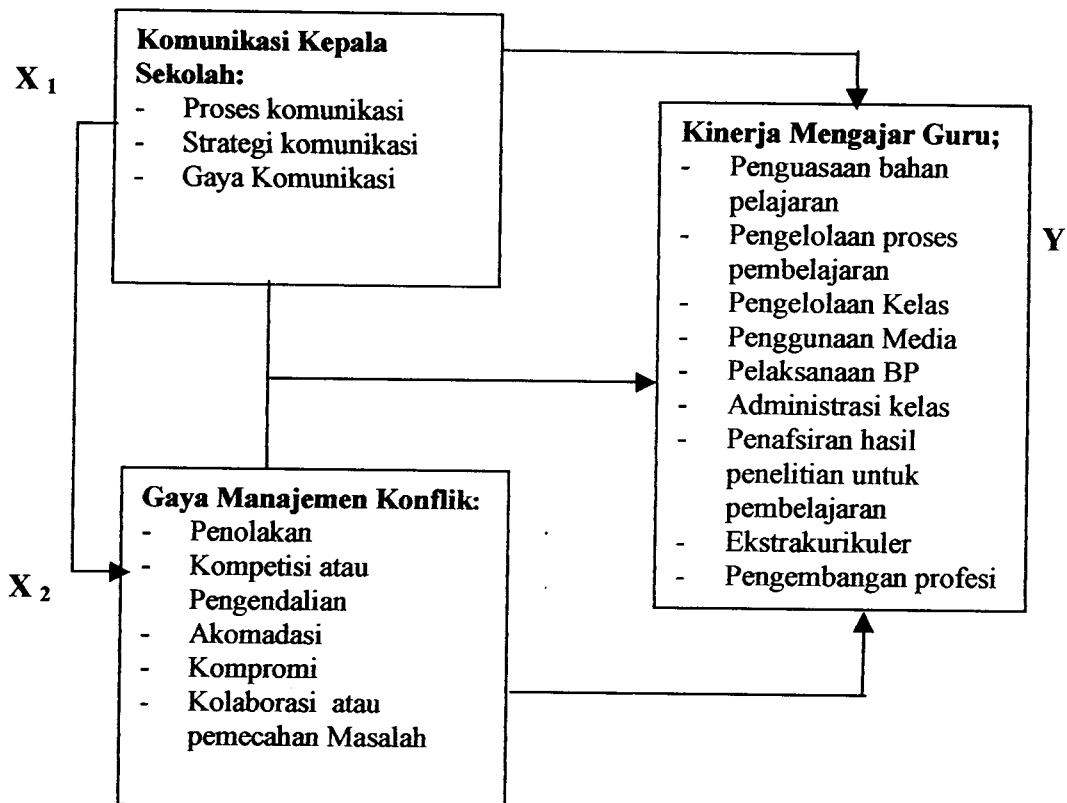 X 1
Komunikasi Kepala
Sekolah:
- Proses komunikasi
- Strategi komunikasi
- Gaya Komunikasi
Kinerja Mengajar Guru;
- Penguasaan bahan
pelajaran
- Pengelolaan proses
pembelajaran
- Pengelolaan Kelas
- Penggunaan Media
- Pelaksanaan BP
- Administrasi kelas
- Penafsiran hasil
penelitian untuk
pembelajaran
- Ekstrakurikuler
- Pengembangan profesi
Y
X 2
Gaya Manajemen Konflik:
- Penolakan
- Kompetisi atau
Pengendalian
- Akomadasi
- Kompromi
- Kolaborasi atau
pemecahan Masalah